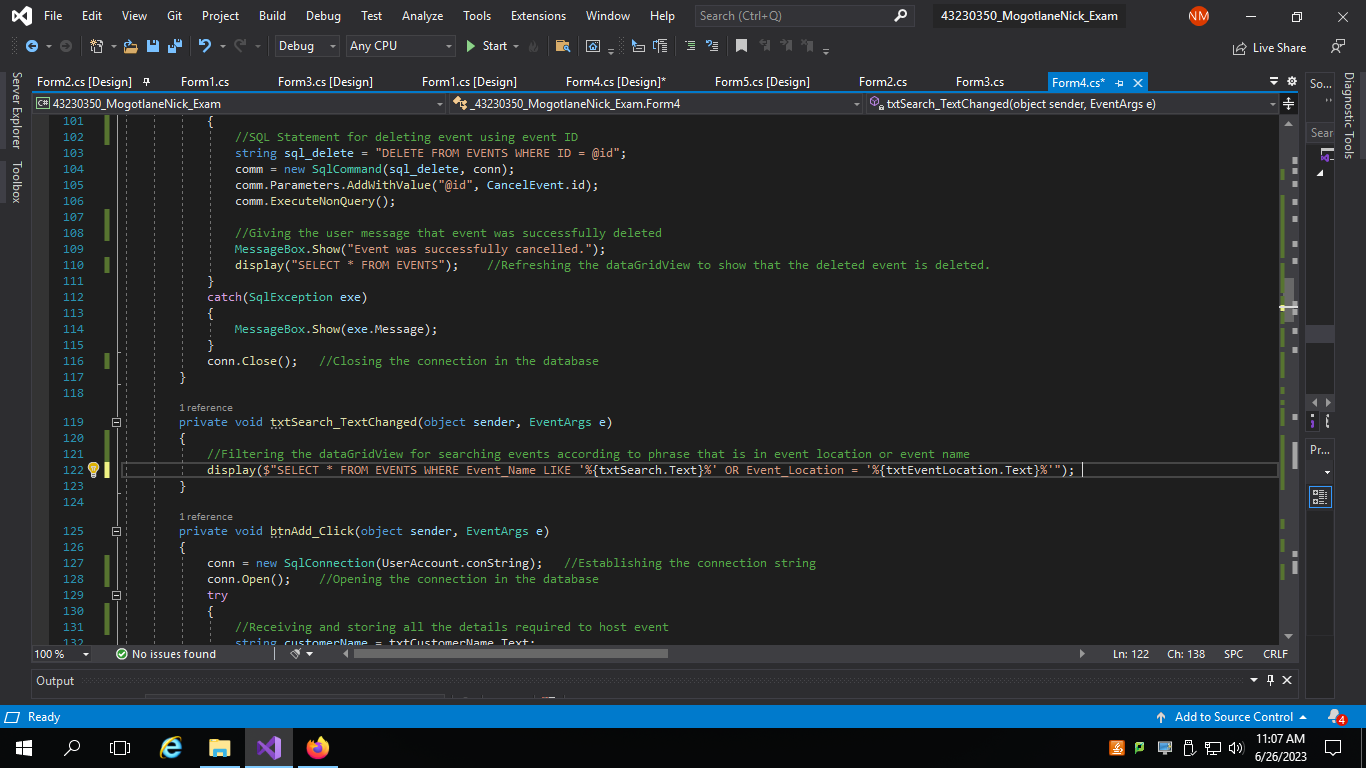 File Edit View Git Project Build Debug Test Analyze Tools Extensions Window Help Search (Ctrl+Q) 43230350_MogotlaneNick_Exam NM
Debug Any CPU Start Live Share
Form2.cs [Design] Form1.cs Form3.cs [Design] Form1.cs [Design] Form4.cs [Design]* Form5.cs [Design] Form2.cs Form3.cs Form4.cs* So...
C# 43230350_MogotlaneNick_Exam _43230350_MogotlaneNick_Exam.Form4 txtSearch_TextChanged(object sender, EventArgs e)
Server Explorer
Toolbox
Diagnostic Tools
Sear
Pr...
101 {
102 //SQL Statement for deleting event using event ID
103 string sql_delete = "DELETE FROM EVENTS WHERE ID = @id";
104 comm = new SqlCommand(sql_delete, conn);
105 comm.Parameters.AddWithValue("@id", CancelEvent.id);
106 comm.ExecuteNonQuery();
107
108 //Giving the user message that event was successfully deleted
109 MessageBox.Show("Event was successfully cancelled.");
110 display("SELECT * FROM EVENTS"); //Refreshing the dataGridView to show that the deleted event is deleted.
111 }
112 catch(SqlException exe)
113 {
114 MessageBox.Show(exe.Message);
115 }
116 conn.Close(); //Closing the connection in the database
117 }
118
1 reference
119 private void txtSearch_TextChanged(object sender, EventArgs e)
120 {
121 //Filtering the dataGridView for searching events according to phrase that is in event location or event name
122 display($"SELECT * FROM EVENTS WHERE Event_Name LIKE '%{txtSearch.Text}%' OR Event_Location = '%{txtEventLocation.Text}%'");
123 }
124
1 reference
125 private void btnAdd_Click(object sender, EventArgs e)
126 {
127 conn = new SqlConnection(UserAccount.conString); //Establishing the connection string
128 conn.Open(); //Opening the connection in the database
129 try
130 {
131 //Receiving and storing all the details required to host event
132 string customerName = txtCustomerName.Text;
100 % No issues found Ln: 122 Ch: 138 SPC CRLF
Output
Ready Add to Source Control 4
11:07 AM
6/26/2023